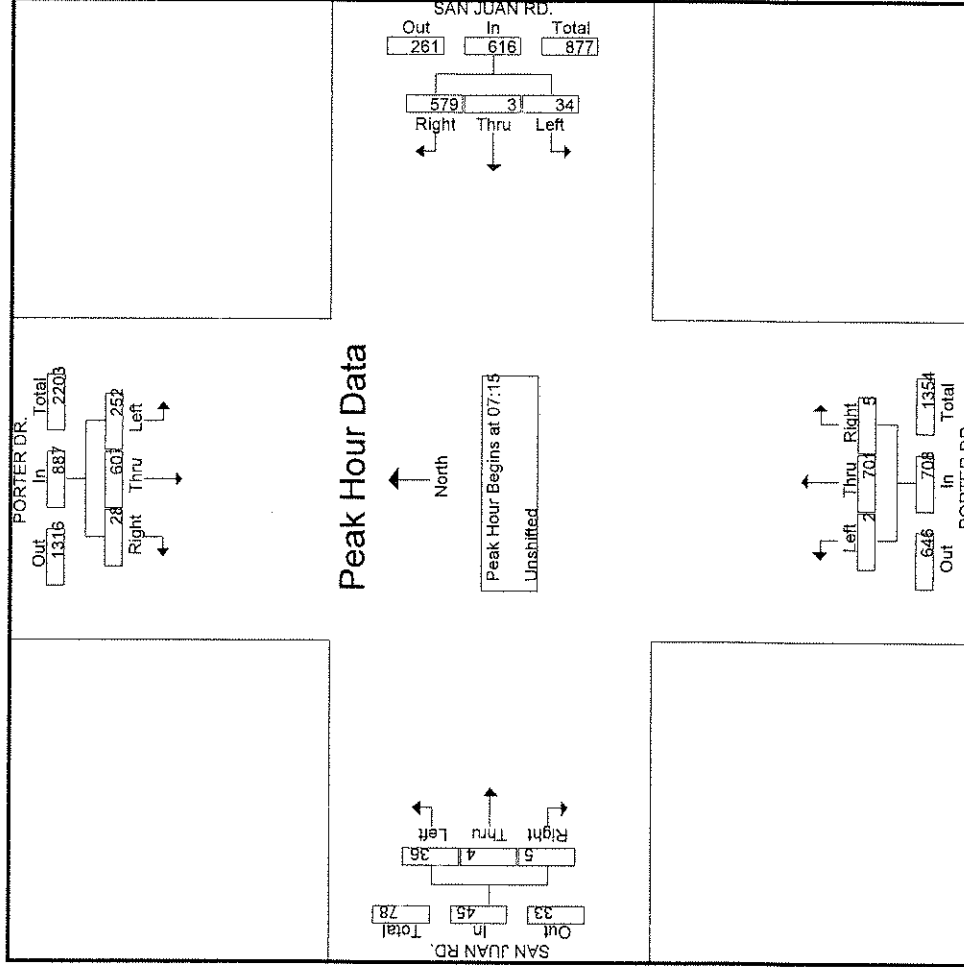 SAN JUAN RD.
Out In Total
261 616 877
579 3 34
Right Thru Left
PORTER DR.
Out In Total
1316 887 2203
28 607 252
Right Thru Left
Peak Hour Data
North
Peak Hour Begins at 07:15
Unshifted
Left Thru Right
2 701 5
646 708 1354
Out In Total
PORTER DR.
Left Thru Right
36 4 5
78 45 33
Total In Out
SAN JUAN RD.